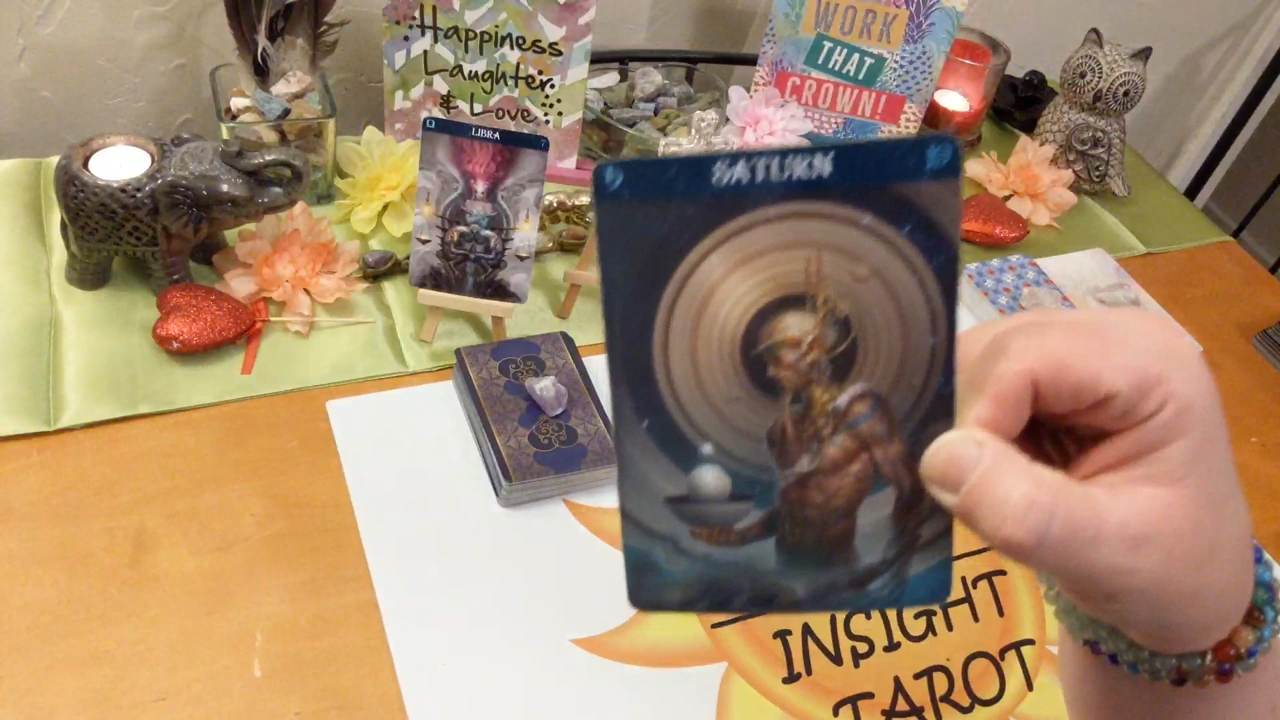 Happiness
Laughter
& Love
WORK
THAT
CROWN!
LIBRA
SATURN
INSIGHT
TAROT